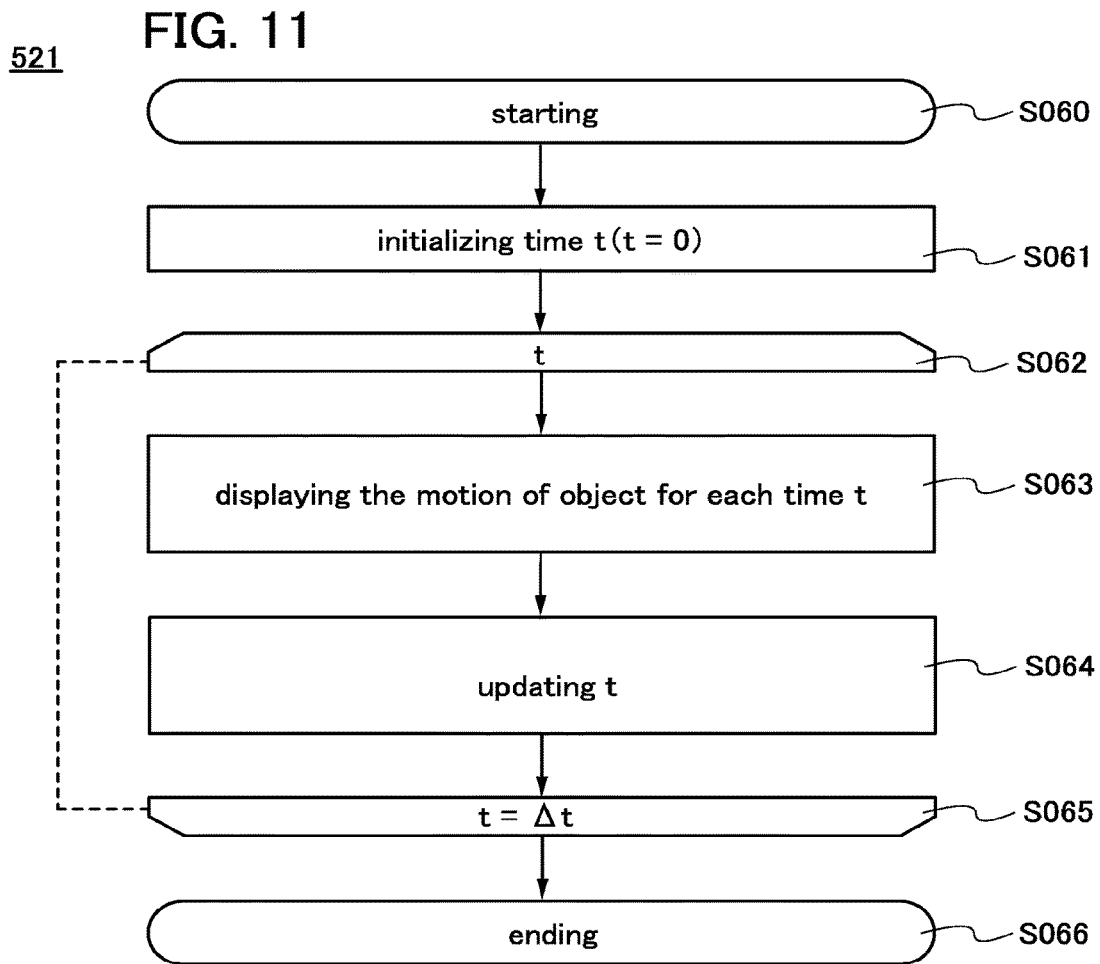 FIG. 11
521
starting
S060
initializing time t(t = 0)
S061
t
S062
displaying the motion of object for each time t
S063
updating t
S064
t = Δt
S065
ending
S066